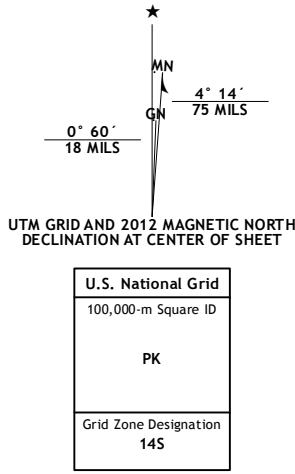 ★
MN
4° 14´
75 MILS
GN
0° 60´
18 MILS
UTM GRID AND 2012 MAGNETIC NORTH
DECLINATION AT CENTER OF SHEET
U.S. National Grid
100,000-m Square ID
PK
Grid Zone Designation
14S